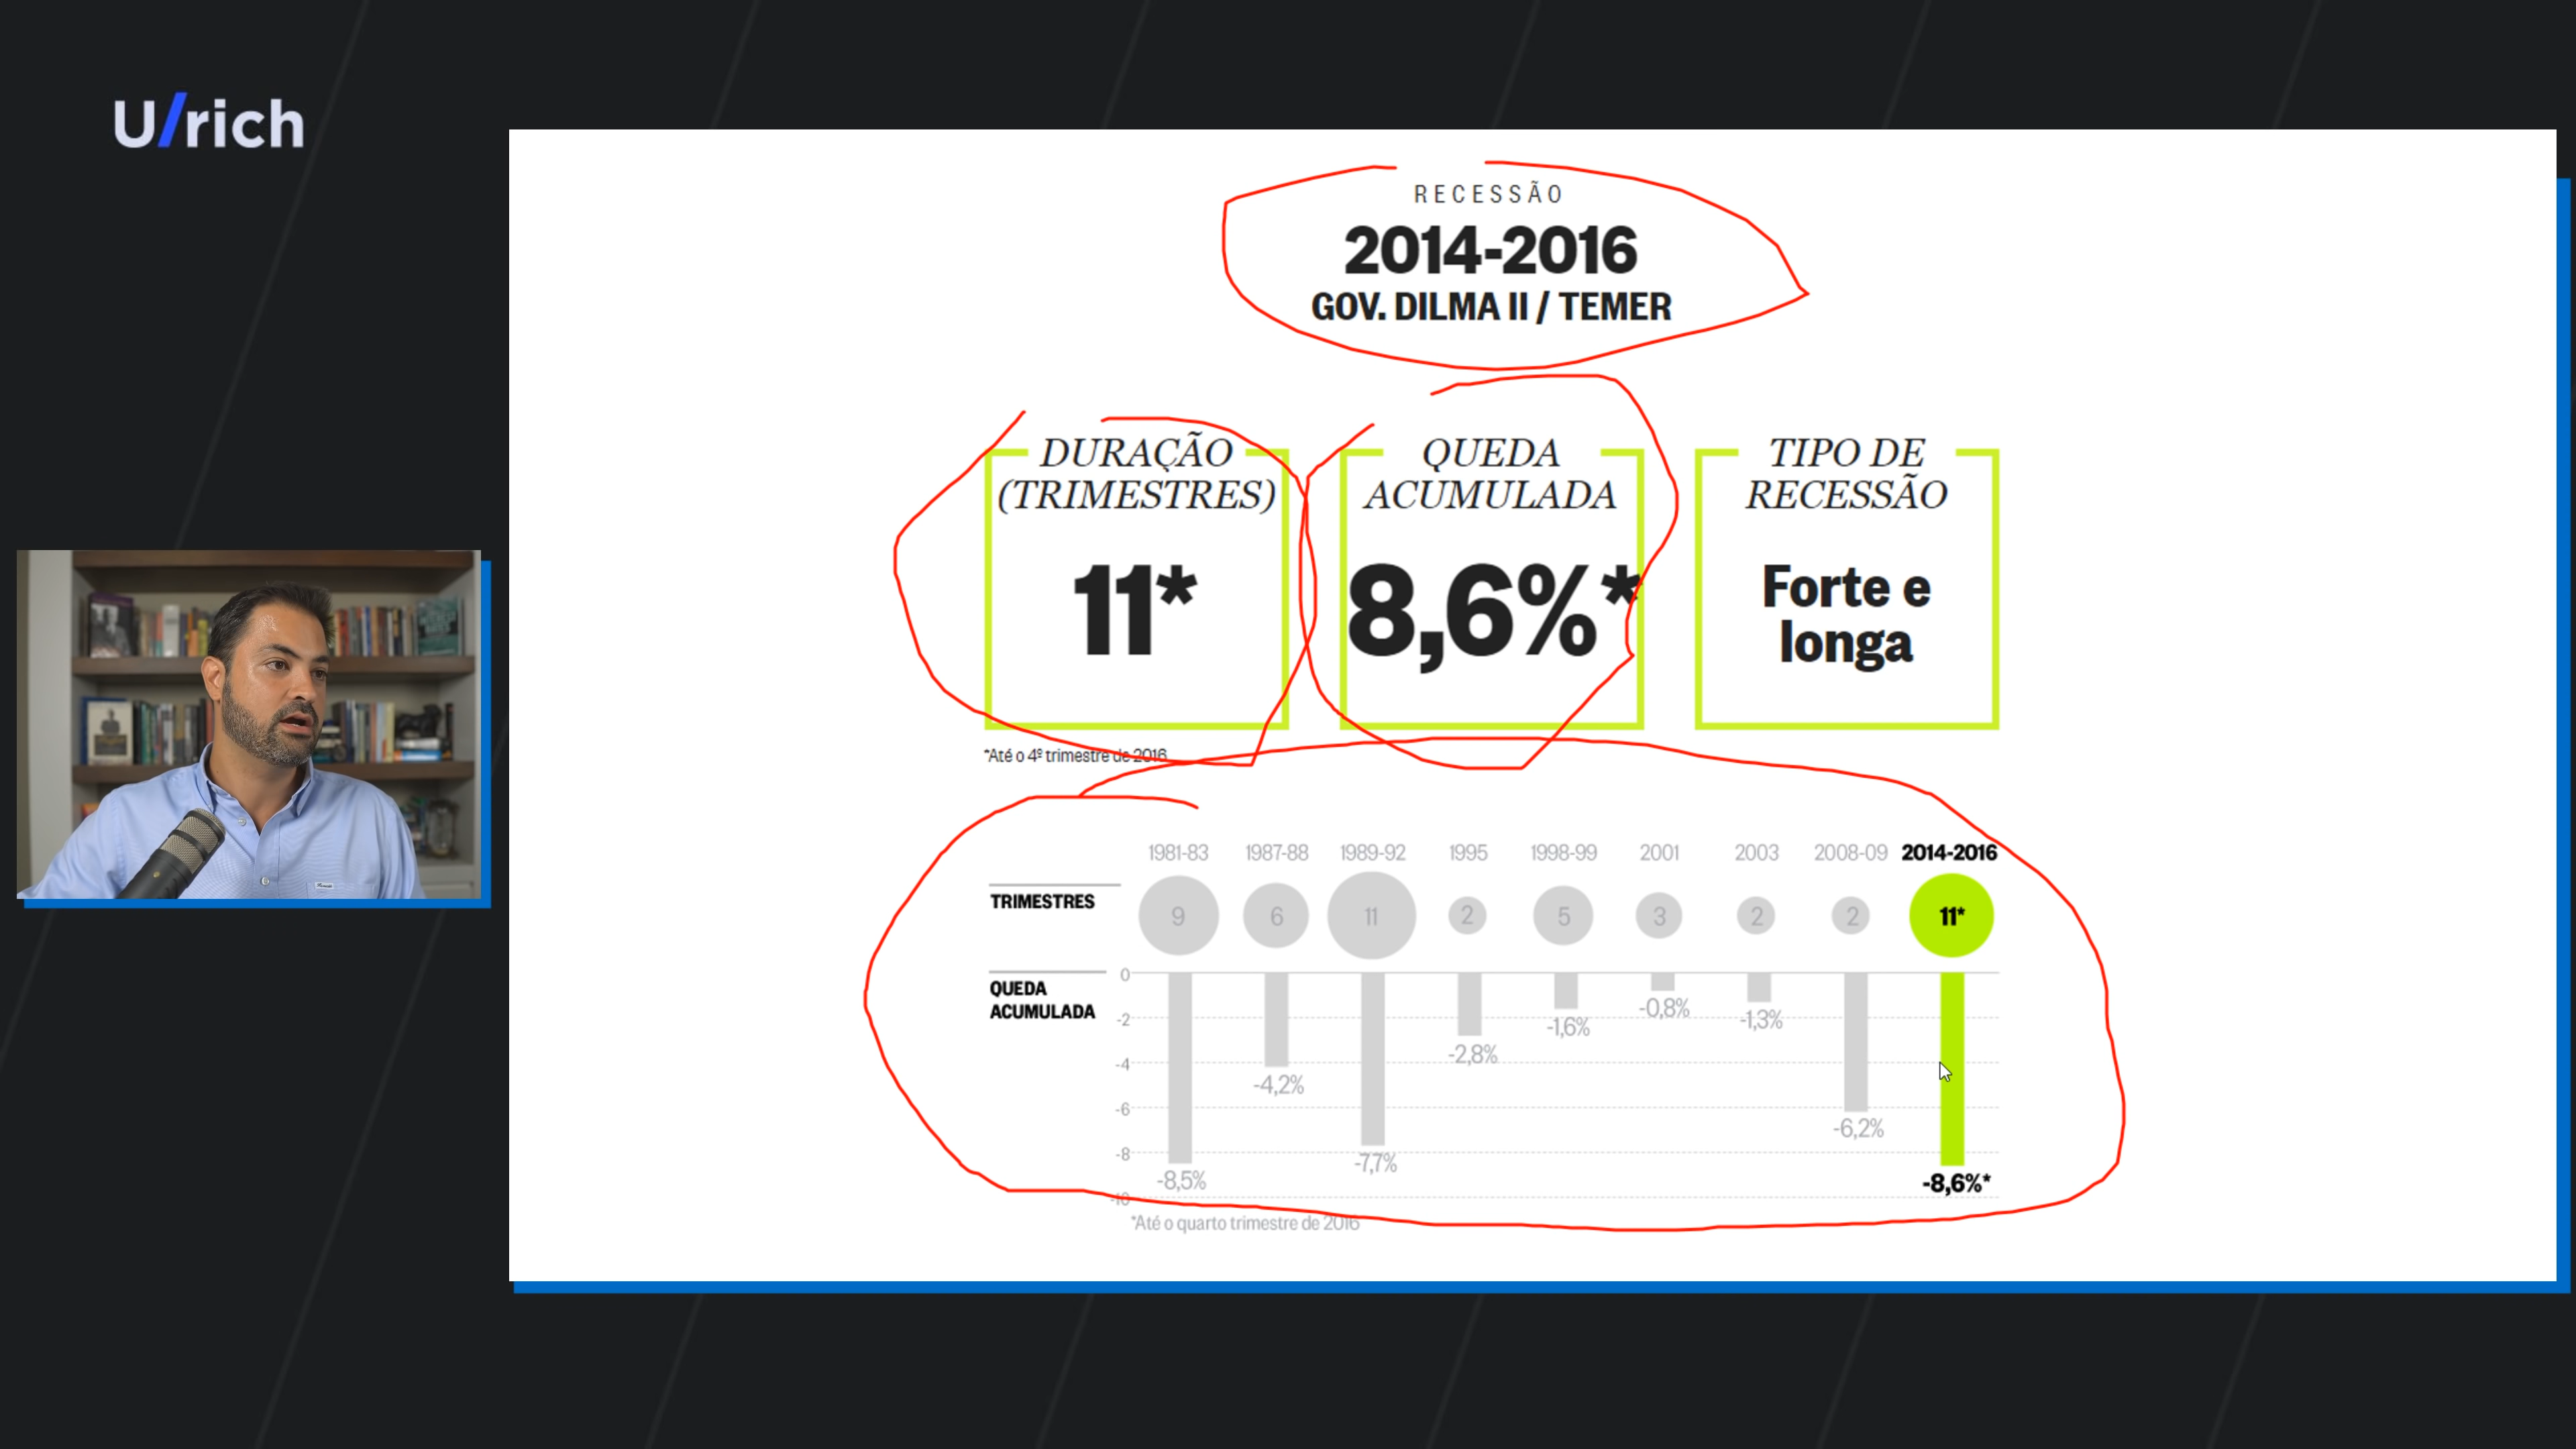 U/rich
RECESSÃO
2014-2016
GOV. DILMA II / TEMER
DURAÇÃO
(TRIMESTRES)
11*
QUEDA
ACUMULADA
8,6%*
TIPO DE
RECESSÃO
Forte e
longa
*Até o 4º trimestre de 2016
1981-83 1987-88 1989-92 1995 1998-99 2001 2003 2008-09 2014-2016
TRIMESTRES 9 6 11 2 5 3 2 2 11*
QUEDA
ACUMULADA
0
-2
-4
-6
-8
-10
-8,5% -4,2% -7,7% -2,8% -1,6% -0,8% -1,3% -6,2% -8,6%*
*Até o quarto trimestre de 2016